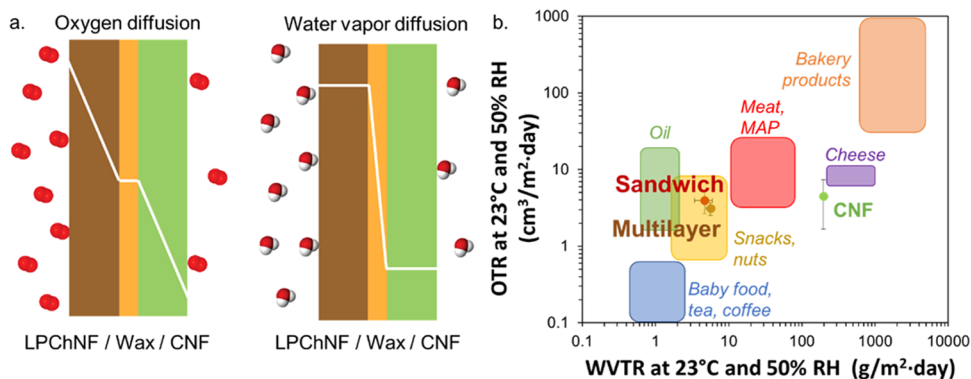 a.
Oxygen diffusion
Water vapor diffusion
LPChNF / Wax / CNF
LPChNF / Wax / CNF
b.
OTR at 23°C and 50% RH
(cm³/m²·day)
1000
100
10
1
0.1
Bakery
products
Meat,
MAP
Oil
Cheese
Sandwich
CNF
Multilayer
Snacks,
nuts
Baby food,
tea, coffee
0.1
1
10
100
1000
10000
WVTR at 23°C and 50% RH (g/m²·day)